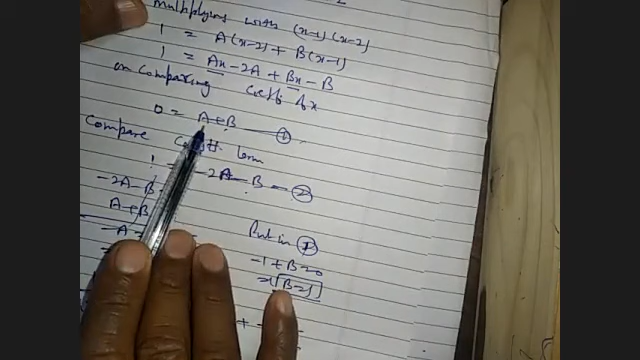 Multiplying with (x-1)(x-2)
1 = A(x-2) + B(x-1)
1 = Ax - 2A + Bx - B
on Comparing Coeff. of x
0 = A+B — ①
Compare term
1 = -2A - B — ②
-2A-B
A+B
-A
Put in ①
-1+B=0
⇒ B=1